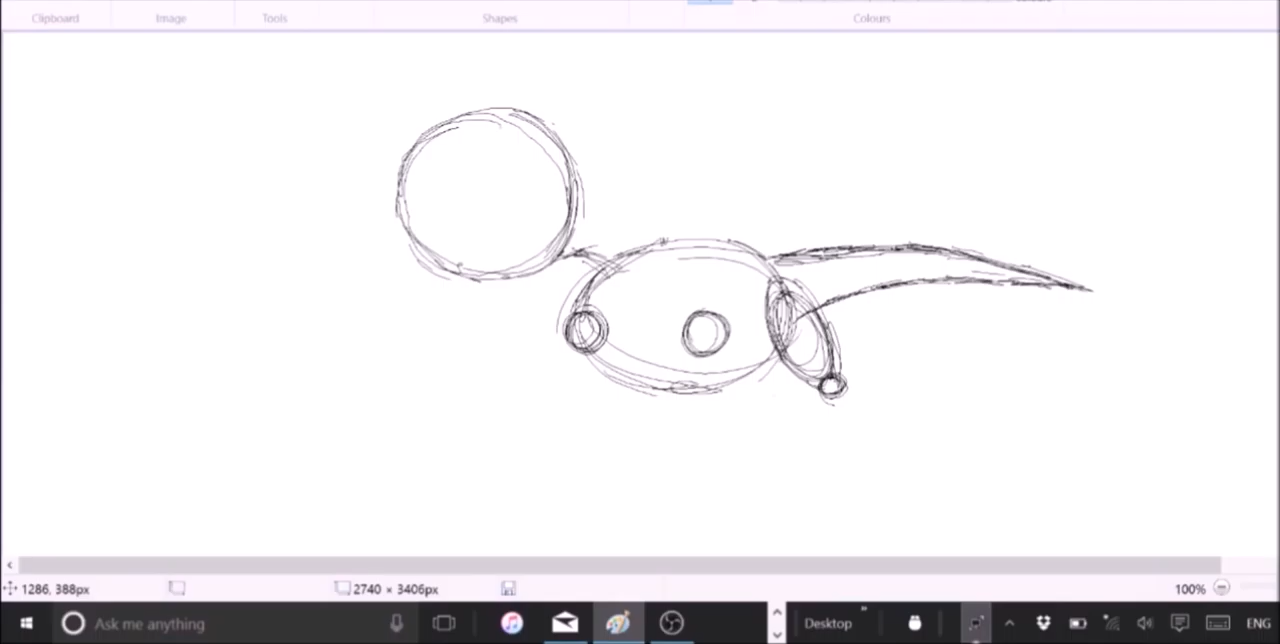 Clipboard Image Tools Shapes Colours
1286, 388px 2740 × 3406px 100%
Ask me anything Desktop ENG